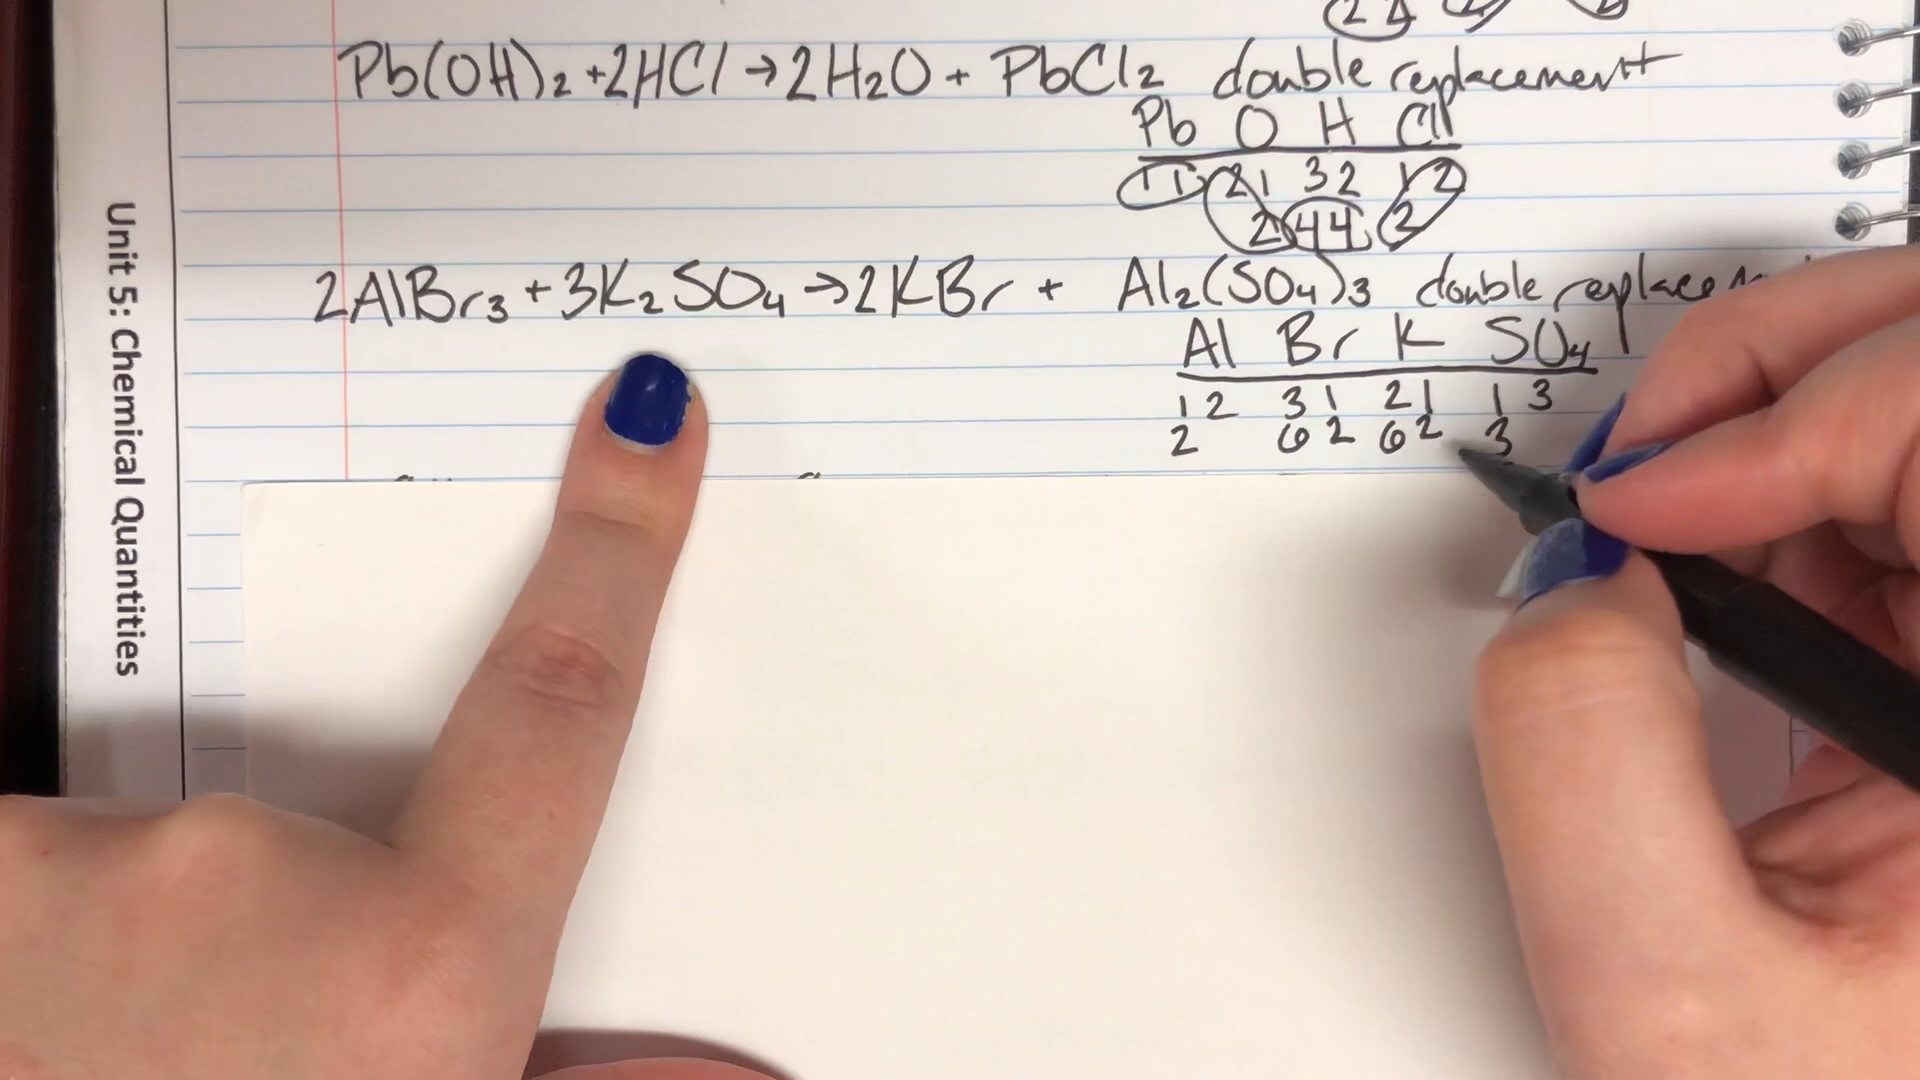 Pb(OH)₂ +2HCl → 2H₂O + PbCl₂ double replacement
Pb O H Cl
1 1 2 1 3 2 1 2
2 4 4 2
2AlBr₃ + 3K₂SO₄ → 2KBr + Al₂(SO₄)₃ double
Al Br K SO₄
1 2 3 1 2 1 1 3
2 6 2 6 2 3
Unit 5: Chemical Quantities